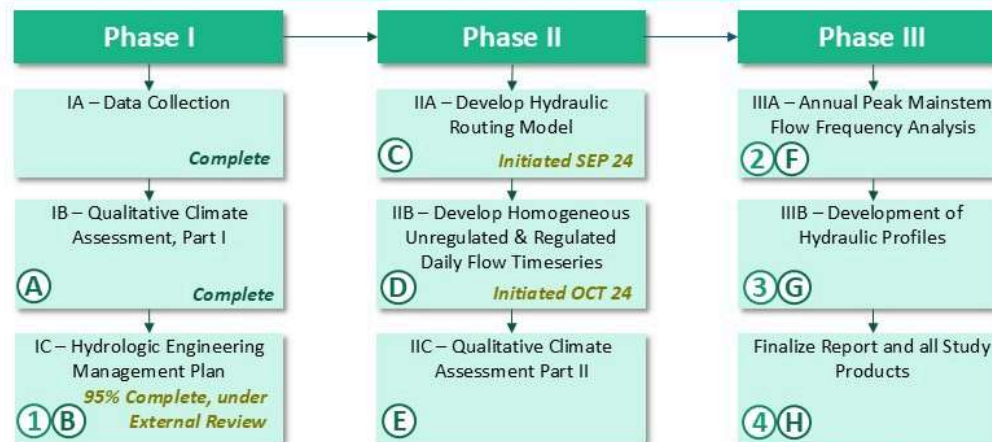 Phase I
IA – Data Collection
Complete
IB – Qualitative Climate
Assessment, Part I
A
Complete
IC – Hydrologic Engineering
Management Plan
95% Complete, under
External Review
1 B
Phase II
IIA – Develop Hydraulic
Routing Model
C
Initiated SEP 24
IIB – Develop Homogeneous
Unregulated & Regulated
Daily Flow Timeseries
D
Initiated OCT 24
IIC – Qualitative Climate
Assessment Part II
E
Phase III
IIIA – Annual Peak Mainstem
Flow Frequency Analysis
2 F
IIIB – Development of
Hydraulic Profiles
3 G
Finalize Report and all Study
Products
4 H